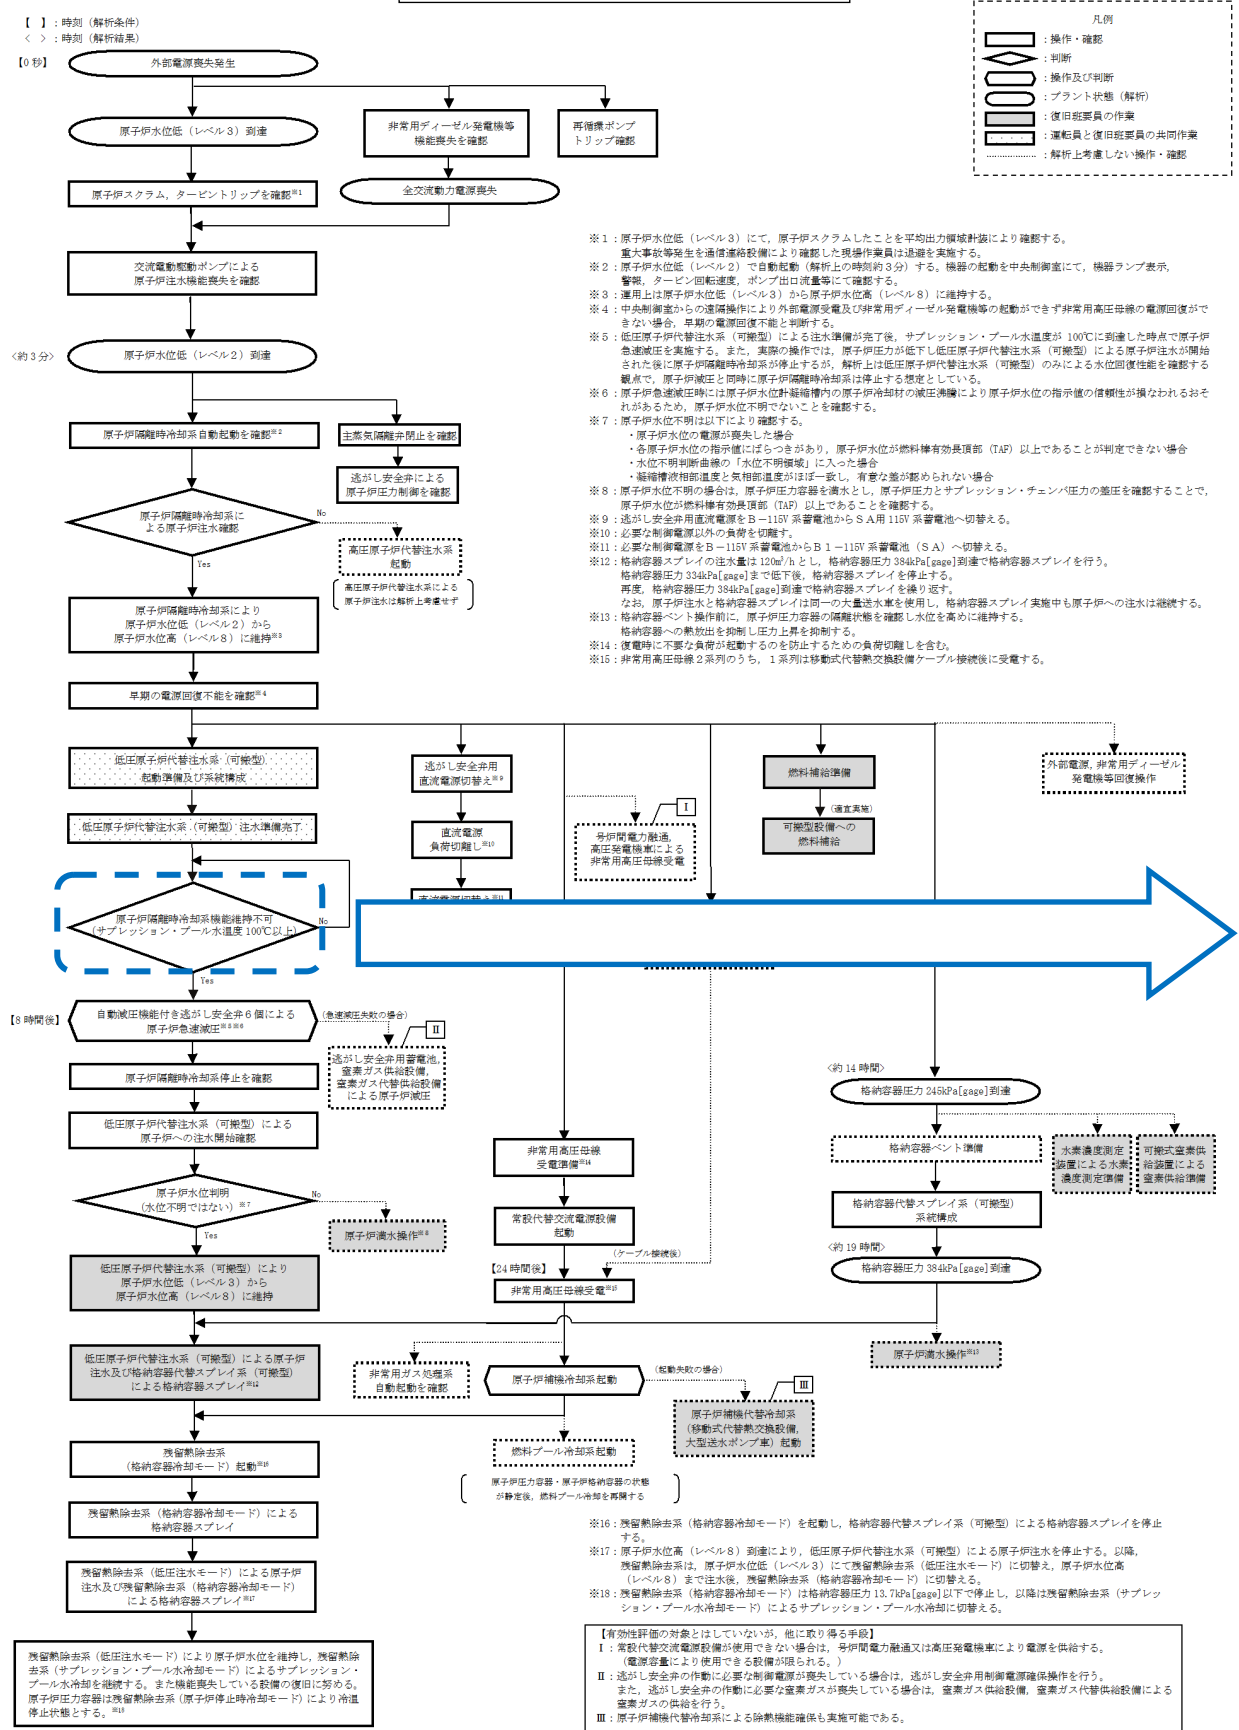 【　】：時刻（解析条件）
＜　＞：時刻（解析結果）
凡例
：操作・確認
：判断
：操作及び判断
：プラント状態（解析）
：復旧班要員の作業
：運転員と復旧班要員の共同作業
：解析上考慮しない操作・確認
【0秒】
外部電源喪失発生
原子炉水位低（レベル３）到達
非常用ディーゼル発電機等
機能喪失を確認
再循環ポンプ
トリップ確認
原子炉スクラム，タービントリップを確認※1
全交流動力電源喪失
交流電動駆動ポンプによる
原子炉注水機能喪失を確認
＜約3分＞
原子炉水位低（レベル２）到達
原子炉隔離時冷却系自動起動を確認※2
主蒸気隔離弁閉止を確認
逃がし安全弁による
原子炉圧力制御を確認
原子炉隔離時冷却系に
よる原子炉注水確認
No
Yes
高圧原子炉代替注水系
起動
高圧原子炉代替注水系による
原子炉注水は解析上考慮せず
原子炉隔離時冷却系により
原子炉水位低（レベル２）から
原子炉水位高（レベル８）に維持※3
早期の電源回復不能を確認※4
※１：原子炉水位低（レベル３）にて，原子炉スクラムしたことを平均出力領域計装により確認する。
重大事故等発生を通信連絡設備により確認した現場作業員は退避を実施する。
※２：原子炉水位低（レベル２）で自動起動（解析上の時刻約３分）する。機器の起動を中央制御室にて，機器ランプ表示，
警報，タービン回転速度，ポンプ出口流量等にて確認する。
※３：運用上は原子炉水位低（レベル３）から原子炉水位高（レベル８）に維持する。
※４：中央制御室からの遠隔操作により外部電源受電及び非常用ディーゼル発電機等の起動ができず非常用高圧母線の電源回復がで
きない場合，早期の電源回復不能と判断する。
※５：低圧原子炉代替注水系（可搬型）による注水準備が完了後，サプレッション・プール水温度が 100℃に到達した時点で原子炉
急速減圧を実施する。また，実際の操作では，原子炉圧力が低下し低圧原子炉代替注水系（可搬型）による原子炉注水が開始
された後に原子炉隔離時冷却系が停止するが，解析上は低圧原子炉代替注水系（可搬型）のみによる水位回復性能を確認する
観点で，原子炉減圧と同時に原子炉隔離時冷却系は停止する想定としている。
※６：原子炉急速減圧時には原子炉水位計凝縮槽内の原子炉冷却材の減圧沸騰により原子炉水位の指示値の信頼性が損なわれるおそ
れがあるため，原子炉水位不明でないことを確認する。
※７：原子炉水位不明は以下により確認する。
・原子炉水位の電源が喪失した場合
・各原子炉水位の指示値にばらつきがあり，原子炉水位が燃料棒有効長頂部（TAF）以上であることが判定できない場合
・水位不明判断曲線の「水位不明領域」に入った場合
・凝縮槽液相部温度と気相部温度がほぼ一致し，有意な差が認められない場合
※８：原子炉水位不明の場合は，原子炉圧力容器を満水とし，原子炉圧力とサプレッション・チェンバ圧力の差圧を確認することで，
原子炉水位が燃料棒有効長頂部（TAF）以上であることを確認する。
※９：逃がし安全弁用直流電源をＢ－115V 系蓄電池からＳＡ用 115V 系蓄電池へ切替える。
※10：必要な制御電源以外の負荷を切離す。
※11：必要な制御電源をＢ－115V 系蓄電池からＢ１－115V 系蓄電池（ＳＡ）へ切替える。
※12：格納容器スプレイの注水量は 120m³/h とし，格納容器圧力 384kPa[gage]到達で格納容器スプレイを行う。
格納容器圧力 334kPa[gage]まで低下後，格納容器スプレイを停止する。
再度，格納容器圧力 384kPa[gage]到達で格納容器スプレイを繰り返す。
なお，原子炉注水と格納容器スプレイは同一の大量送水車を使用し，格納容器スプレイ実施中も原子炉への注水は継続する。
※13：格納容器ベント操作前に，原子炉圧力容器の隔離状態を確認し水位を高めに維持する。
格納容器への熱放出を抑制し圧力上昇を抑制する。
※14：復電時に不要な負荷が起動するのを防止するための負荷切離しを含む。
※15：非常用高圧母線２系列のうち，１系列は移動式代替熱交換設備ケーブル接続後に受電する。
低圧原子炉代替注水系（可搬型）
起動準備及び系統構成
逃がし安全弁用
直流電源切替え※9
燃料補給準備
外部電源，非常用ディーゼル
発電機等回復操作
（適宜実施）
Ⅰ
低圧原子炉代替注水系（可搬型）注水準備完了
直流電源
負荷切離し※10
号炉間電力融通，
高圧発電機車による
非常用高圧母線受電
可搬型設備への
燃料補給
直流電源切替え※11
原子炉隔離時冷却系機能維持不可
（サプレッション・プール水温度 100℃以上）
No
Yes
【8時間後】
自動減圧機能付き逃がし安全弁６個による
原子炉急速減圧※5※6
（急速減圧失敗の場合）
Ⅱ
逃がし安全弁用蓄電池，
窒素ガス供給設備，
窒素ガス代替供給設備
による原子炉減圧
原子炉隔離時冷却系停止を確認
＜約14時間＞
格納容器圧力 245kPa[gage]到達
低圧原子炉代替注水系（可搬型）による
原子炉への注水開始確認
非常用高圧母線
受電準備※14
格納容器ベント準備
水素濃度測定
装置による水素
濃度測定準備
可搬式窒素供
給装置による
窒素供給準備
原子炉水位判明
（水位不明ではない）※7
No
Yes
原子炉満水操作※8
常設代替交流電源設備
起動
格納容器代替スプレイ系（可搬型）
系統構成
（ケーブル接続後）
＜約19時間＞
格納容器圧力 384kPa[gage]到達
【24時間後】
非常用高圧母線受電※15
低圧原子炉代替注水系（可搬型）により
原子炉水位低（レベル３）から
原子炉水位高（レベル８）に維持
原子炉満水操作※13
低圧原子炉代替注水系（可搬型）による原子炉
注水及び格納容器代替スプレイ系（可搬型）
による格納容器スプレイ※12
非常用ガス処理系
自動起動を確認
原子炉補機冷却系起動
（起動失敗の場合）
Ⅲ
原子炉補機代替冷却系
（移動式代替熱交換設備，
大型送水ポンプ車）起動
残留熱除去系
（格納容器冷却モード）起動※16
燃料プール冷却系起動
原子炉圧力容器・原子炉格納容器の状態
が静定後，燃料プール冷却を再開する
残留熱除去系（格納容器冷却モード）による
格納容器スプレイ
残留熱除去系（低圧注水モード）による原子炉
注水及び残留熱除去系（格納容器冷却モード）
による格納容器スプレイ※17
残留熱除去系（低圧注水モード）により原子炉水位を維持し，残留熱除
去系（サプレッション・プール水冷却モード）によるサプレッション・
プール水冷却を継続する。また機能喪失している設備の復旧に努める。
原子炉圧力容器は残留熱除去系（原子炉停止時冷却モード）により冷温
停止状態とする。※18
※16：残留熱除去系（格納容器冷却モード）を起動し，格納容器代替スプレイ系（可搬型）による格納容器スプレイを停止
する。
※17：原子炉水位高（レベル８）到達により，低圧原子炉代替注水系（可搬型）による原子炉注水を停止する。以降，
残留熱除去系は，原子炉水位低（レベル３）にて残留熱除去系（低圧注水モード）に切替え，原子炉水位高
（レベル８）まで注水後，残留熱除去系（格納容器冷却モード）に切替える。
※18：残留熱除去系（格納容器冷却モード）は格納容器圧力 13.7kPa[gage]以下で停止し，以降は残留熱除去系（サプレッ
ション・プール水冷却モード）によるサプレッション・プール水冷却に切替える。
【有効性評価の対象とはしていないが，他に取り得る手段】
Ⅰ：常設代替交流電源設備が使用できない場合は，号炉間電力融通又は高圧発電機車により電源を供給する。
（電源容量により使用できる設備が限られる。）
Ⅱ：逃がし安全弁の作動に必要な制御電源が喪失している場合は，逃がし安全弁用制御電源確保操作を行う。
また，逃がし安全弁の作動に必要な窒素ガスが喪失している場合は，窒素ガス供給設備，窒素ガス代替供給設備による
窒素ガスの供給を行う。
Ⅲ：原子炉補機代替冷却系による除熱機能確保も実施可能である。